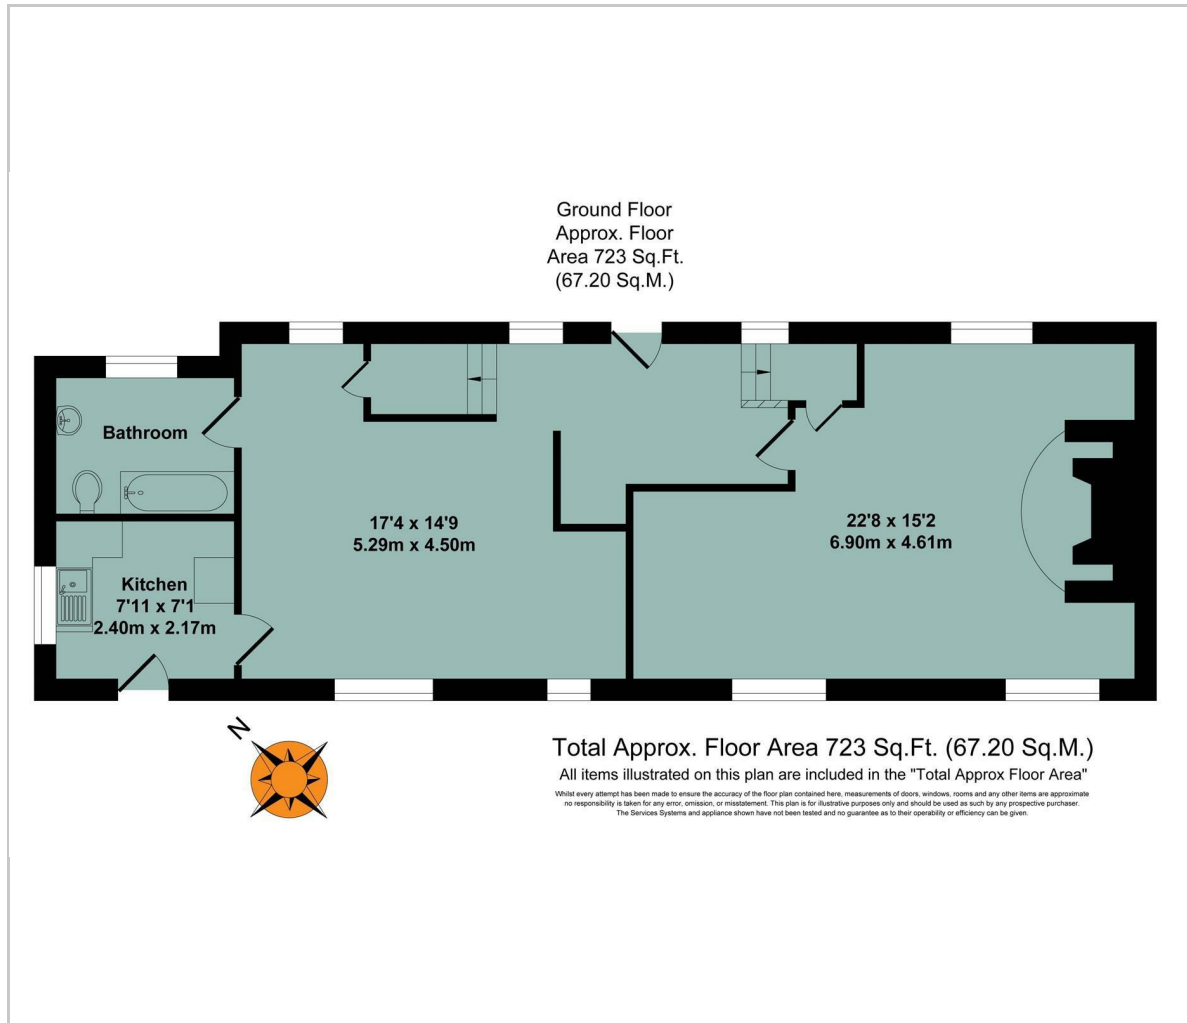 Ground Floor
Approx. Floor
Area 723 Sq.Ft.
(67.20 Sq.M.)
Bathroom
17'4 x 14'9
5.29m x 4.50m
22'8 x 15'2
6.90m x 4.61m
Kitchen
7'11 x 7'1
2.40m x 2.17m
N
Total Approx. Floor Area 723 Sq.Ft. (67.20 Sq.M.)
All items illustrated on this plan are included in the "Total Approx Floor Area"
Whilst every attempt has been made to ensure the accuracy of the floor plan contained here, measurements of doors, windows, rooms and any other items are approximate
no responsibility is taken for any error, omission, or misstatement. This plan is for illustrative purposes only and should be used as such by any prospective purchaser.
The Services Systems and appliance shown have not been tested and no guarantee as to their operability or efficiency can be given.